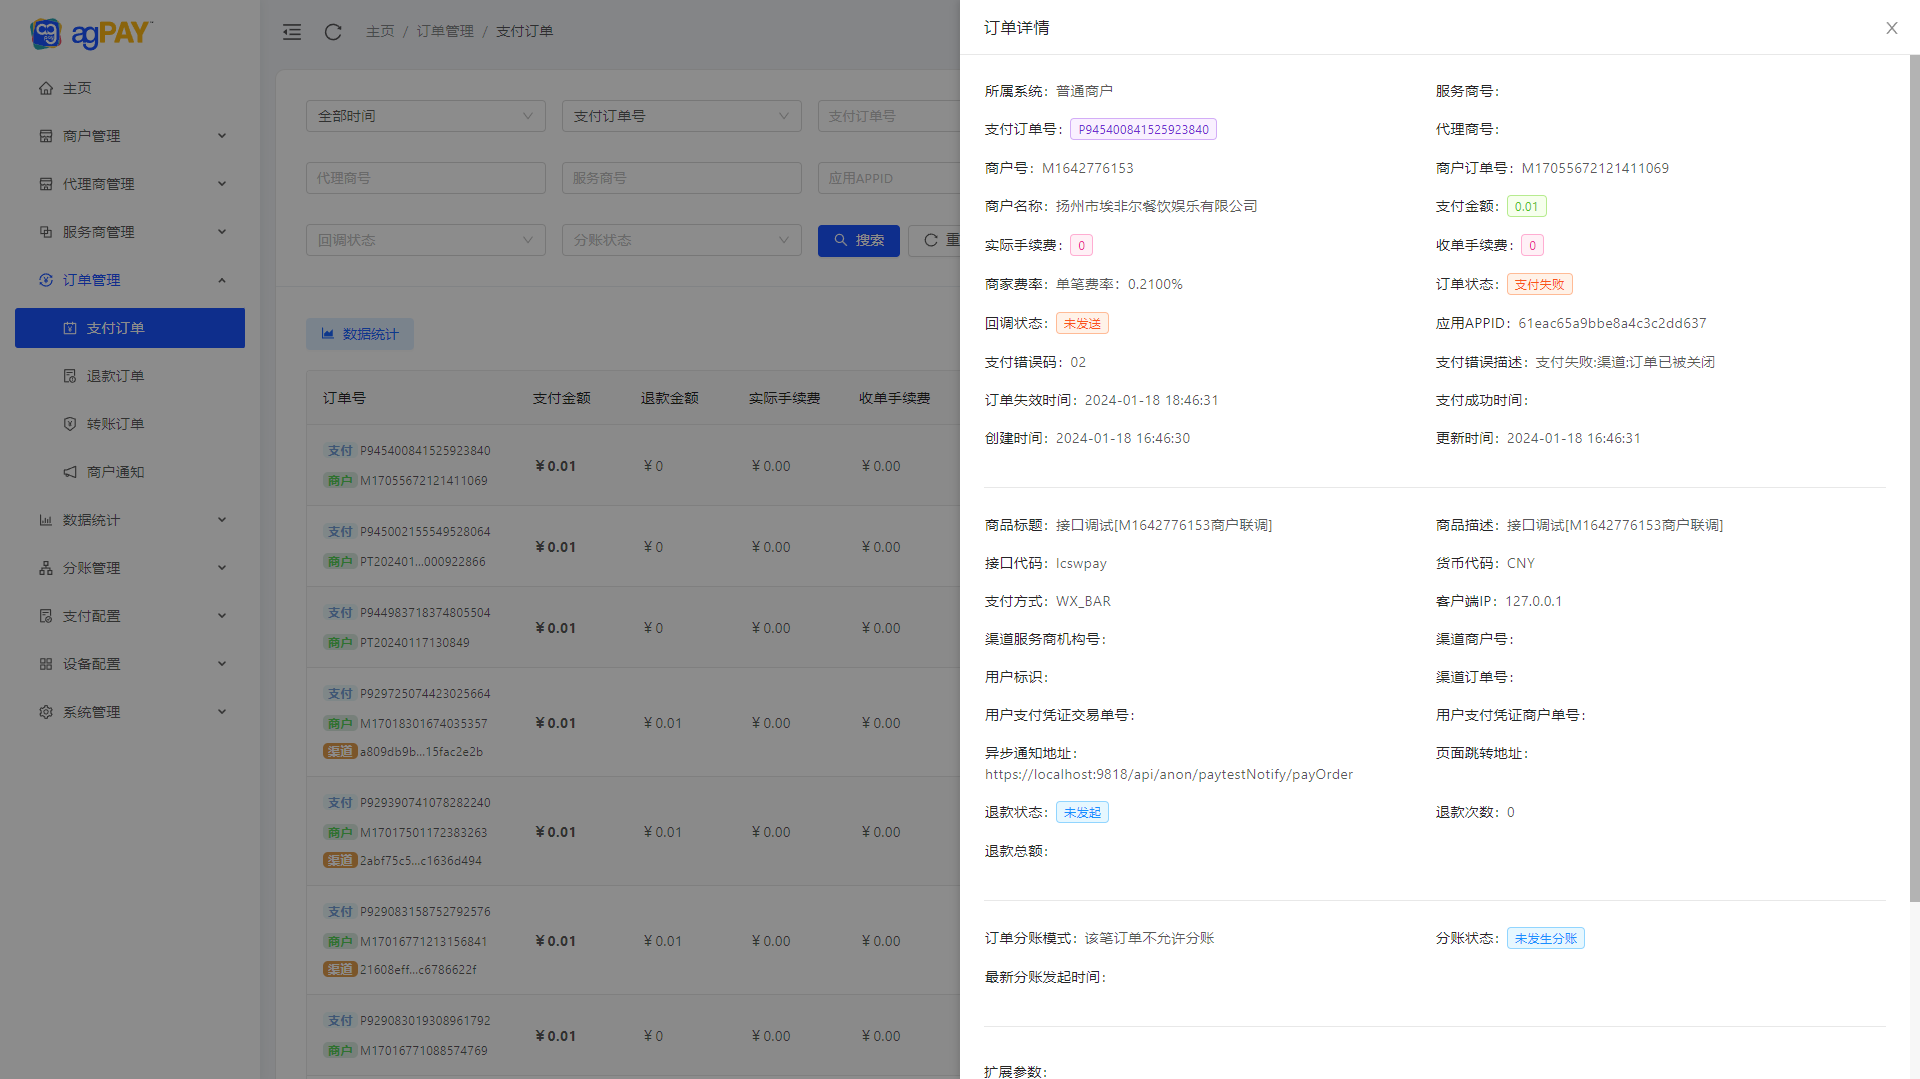 agPAY
主页
商户管理
代理商管理
服务商管理
订单管理
支付订单
退款订单
转账订单
商户通知
数据统计
分账管理
支付配置
设备配置
系统管理
主页 / 订单管理 / 支付订单
全部时间 支付订单号 支付订单号
代理商号 服务商号 应用APPID
回调状态 分账状态 搜索 重
数据统计
订单号 支付金额 退款金额 实际手续费 收单手续费
支付 P945400841525923840
商户 M17055672121411069
¥0.01 ¥0 ¥0.00 ¥0.00
支付 P945002155549528064
商户 PT202401...000922866
¥0.01 ¥0 ¥0.00 ¥0.00
支付 P944983718374805504
商户 PT20240117130849
¥0.01 ¥0 ¥0.00 ¥0.00
支付 P929725074423025664
商户 M17018301674035357
渠道 a809db9b...15fac2e2b
¥0.01 ¥0.01 ¥0.00 ¥0.00
支付 P929390741078282240
商户 M17017501172383263
渠道 2abf75c5...c1636d494
¥0.01 ¥0.01 ¥0.00 ¥0.00
支付 P929083158752792576
商户 M17016771213156841
渠道 21608eff...c6786622f
¥0.01 ¥0.01 ¥0.00 ¥0.00
支付 P929083019308961792
商户 M17016771088574769
¥0.01 ¥0 ¥0.00 ¥0.00
订单详情
所属系统：普通商户 服务商号：
支付订单号：P945400841525923840 代理商号：
商户号：M1642776153 商户订单号：M17055672121411069
商户名称：扬州市埃非尔餐饮娱乐有限公司 支付金额：0.01
实际手续费：0 收单手续费：0
商家费率：单笔费率：0.2100% 订单状态：支付失败
回调状态：未发送 应用APPID：61eac65a9bbe8a4c3c2dd637
支付错误码：02 支付错误描述：支付失败:渠道:订单已被关闭
订单失效时间：2024-01-18 18:46:31 支付成功时间：
创建时间：2024-01-18 16:46:30 更新时间：2024-01-18 16:46:31
商品标题：接口调试[M1642776153商户联调] 商品描述：接口调试[M1642776153商户联调]
接口代码：lcswpay 货币代码：CNY
支付方式：WX_BAR 客户端IP：127.0.0.1
渠道服务商机构号： 渠道商户号：
用户标识： 渠道订单号：
用户支付凭证交易单号： 用户支付凭证商户单号：
异步通知地址： 页面跳转地址：
https://localhost:9818/api/anon/paytestNotify/payOrder
退款状态：未发起 退款次数：0
退款总额：
订单分账模式：该笔订单不允许分账 分账状态：未发生分账
最新分账发起时间：
扩展参数：